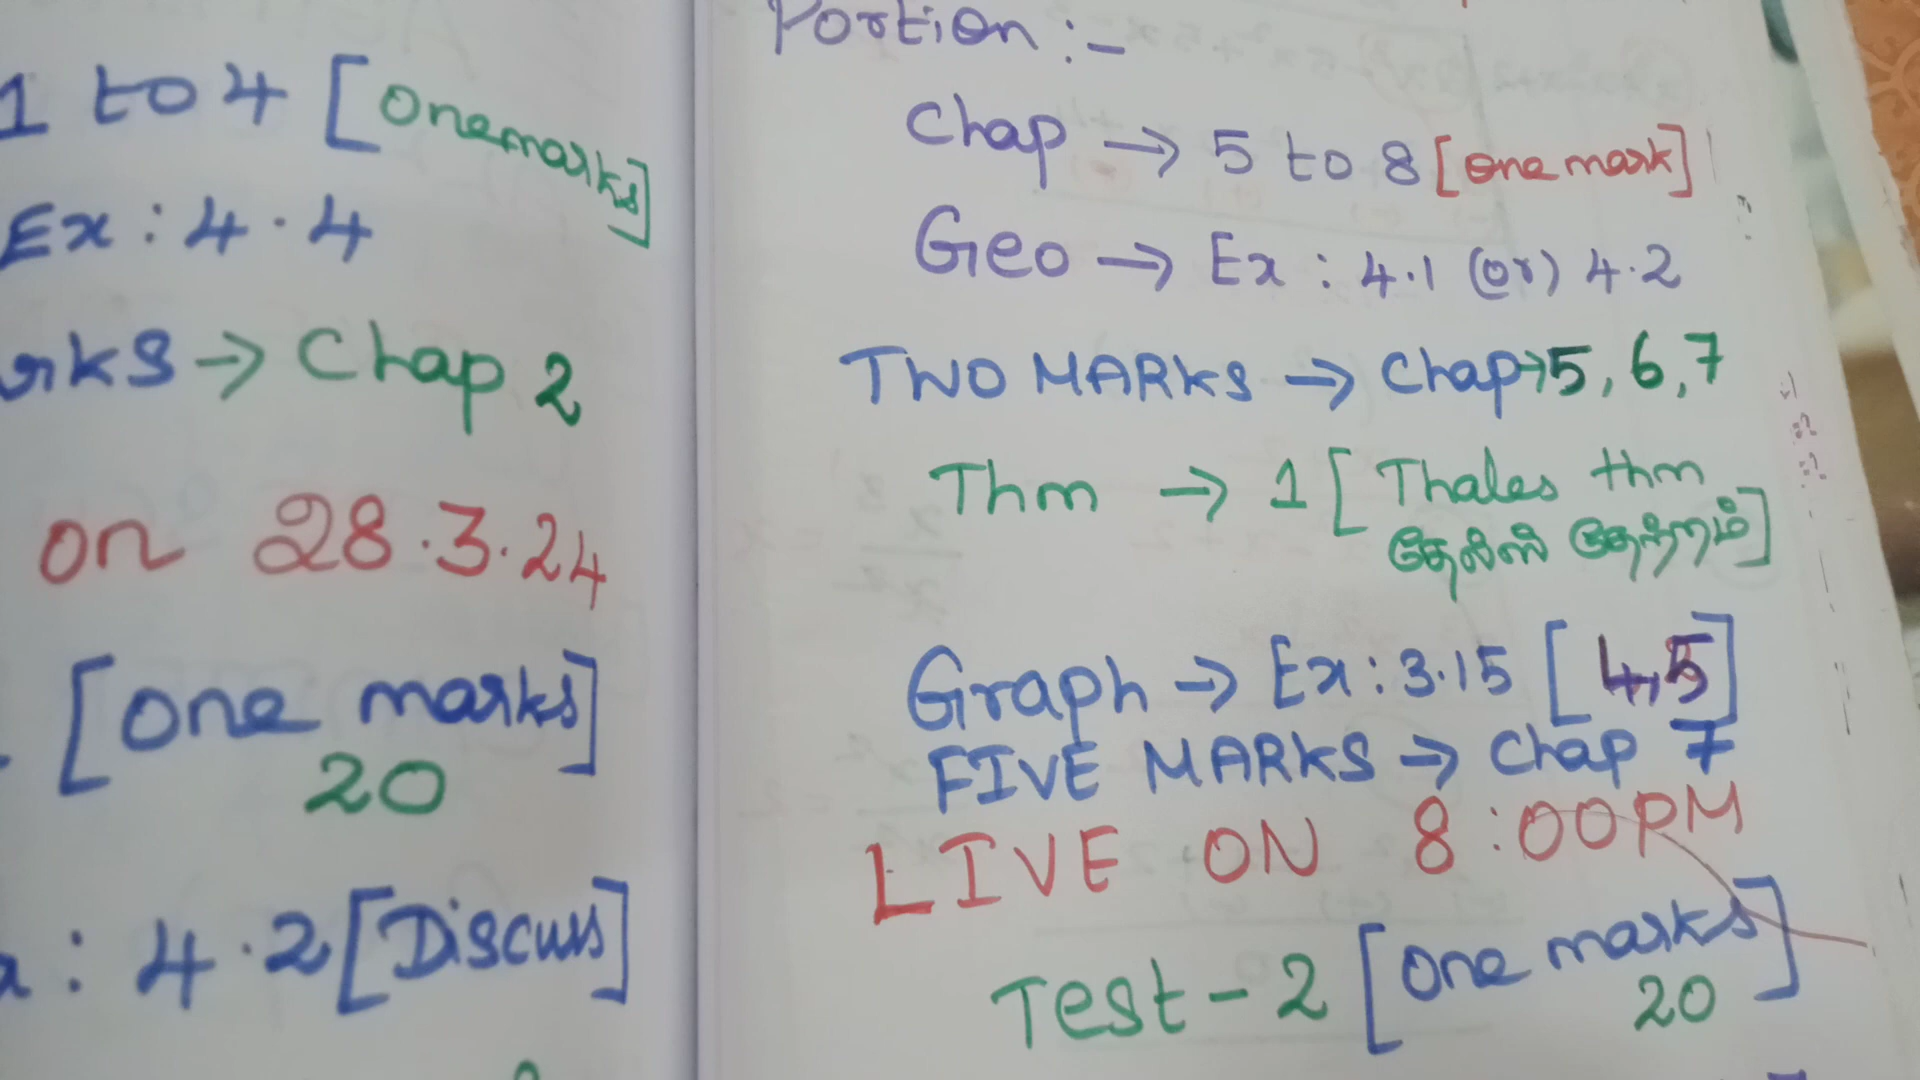 1 to 4 [one marks]
Ex : 4.4
rks → Chap 2
on 28.3.24
[one marks]
20
: 4.2 [Discuss]
Portion :-
Chap → 5 to 8 [one mark]
Geo → Ex : 4.1 (or) 4.2
TWO MARKS → Chap → 5, 6, 7
Thm → 1 [Thales thm
தேல்ஸ் தேற்றம்]
Graph → Ex : 3.15 [4,5]
FIVE MARKS → Chap 7
LIVE ON 8:00PM
Test - 2 [one marks]
20